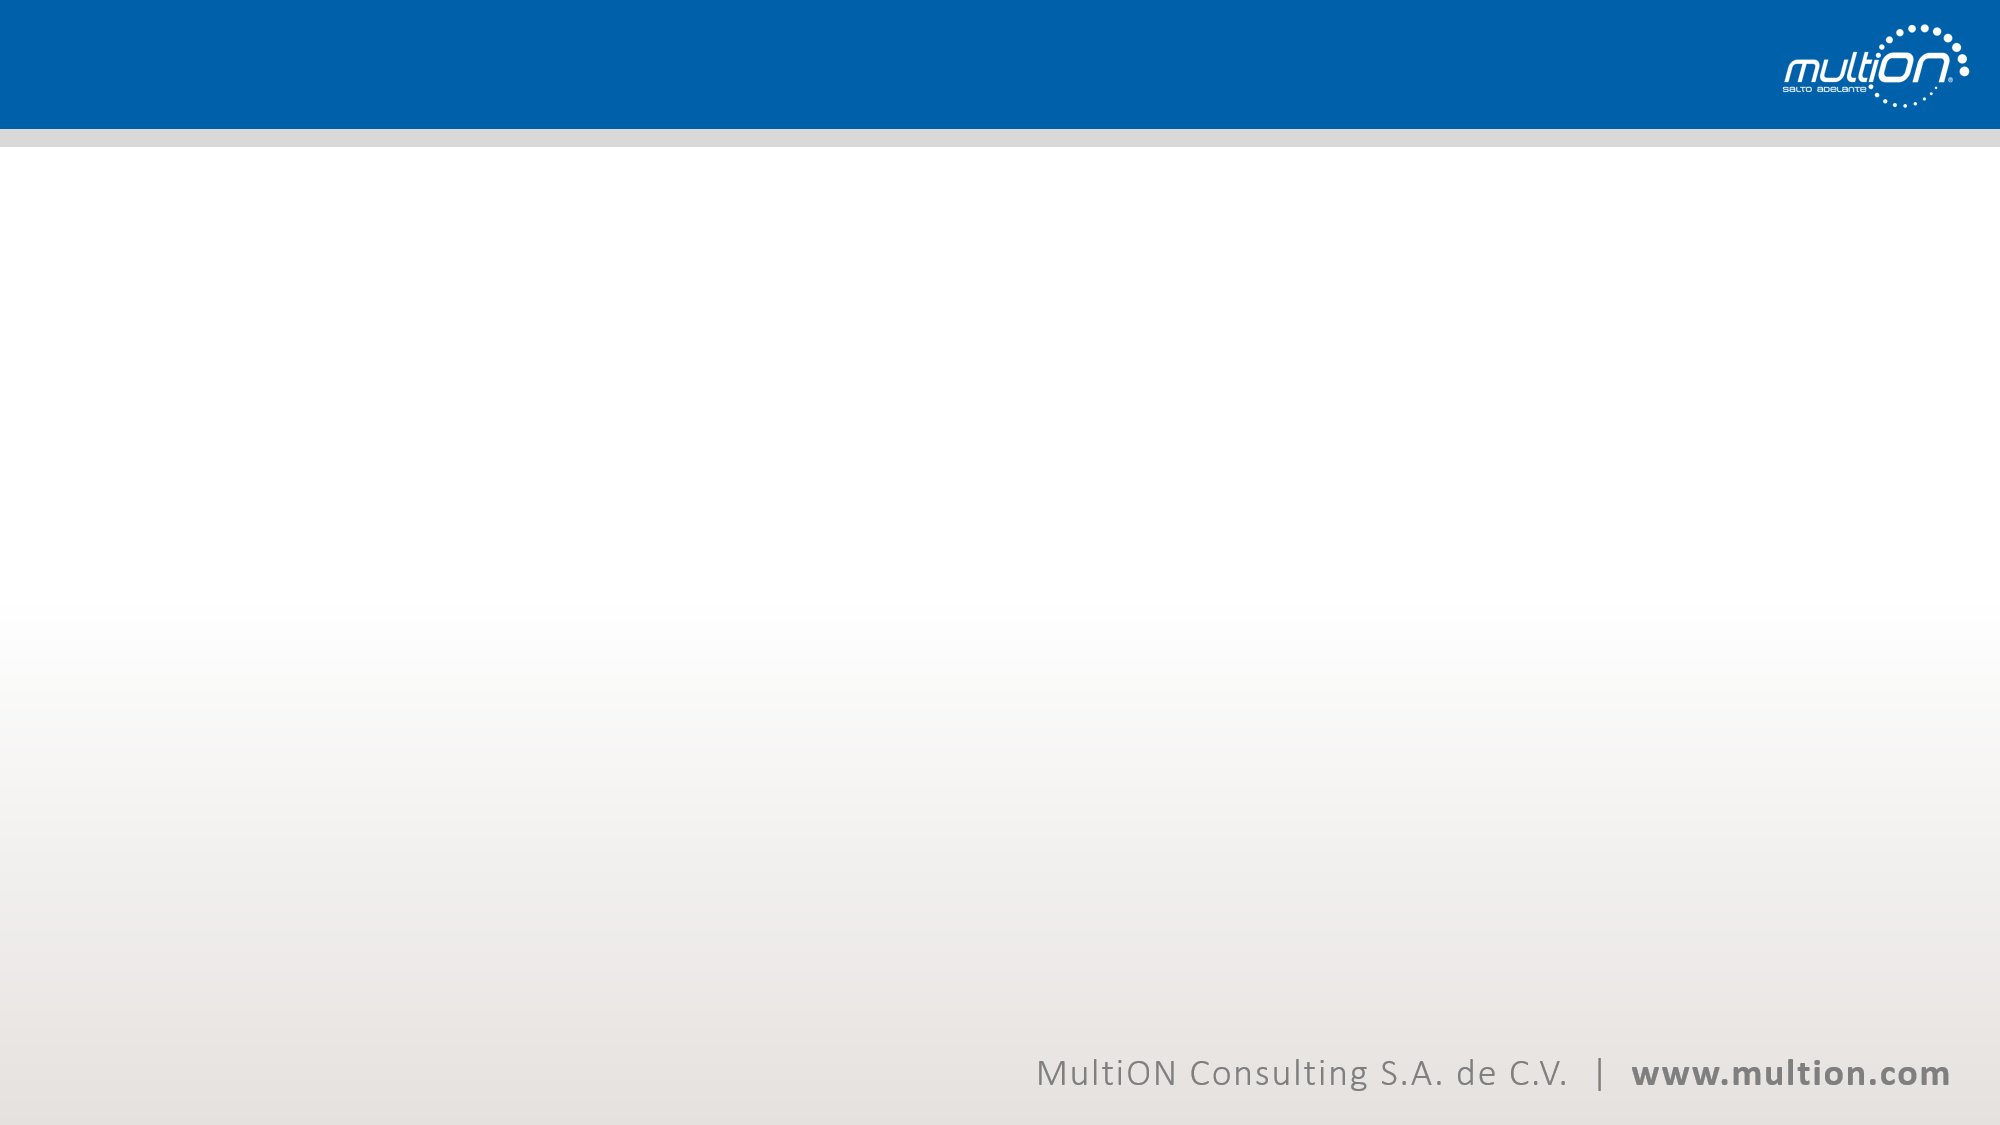 multiON®
SALTO ADELANTE
MultiON Consulting S.A. de C.V. | www.multion.com